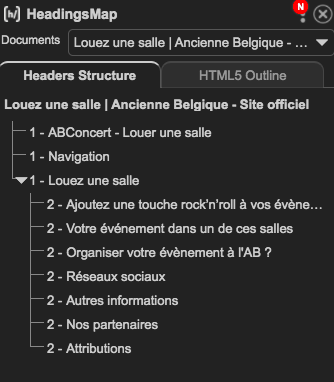 HeadingsMap
N
Documents Louez une salle | Ancienne Belgique - ...
Headers Structure HTML5 Outline
Louez une salle | Ancienne Belgique - Site officiel
1 - ABConcert - Louer une salle
1 - Navigation
1 - Louez une salle
2 - Ajoutez une touche rock'n'roll à vos évène...
2 - Votre événement dans un de ces salles
2 - Organiser votre évènement à l'AB ?
2 - Réseaux sociaux
2 - Autres informations
2 - Nos partenaires
2 - Attributions